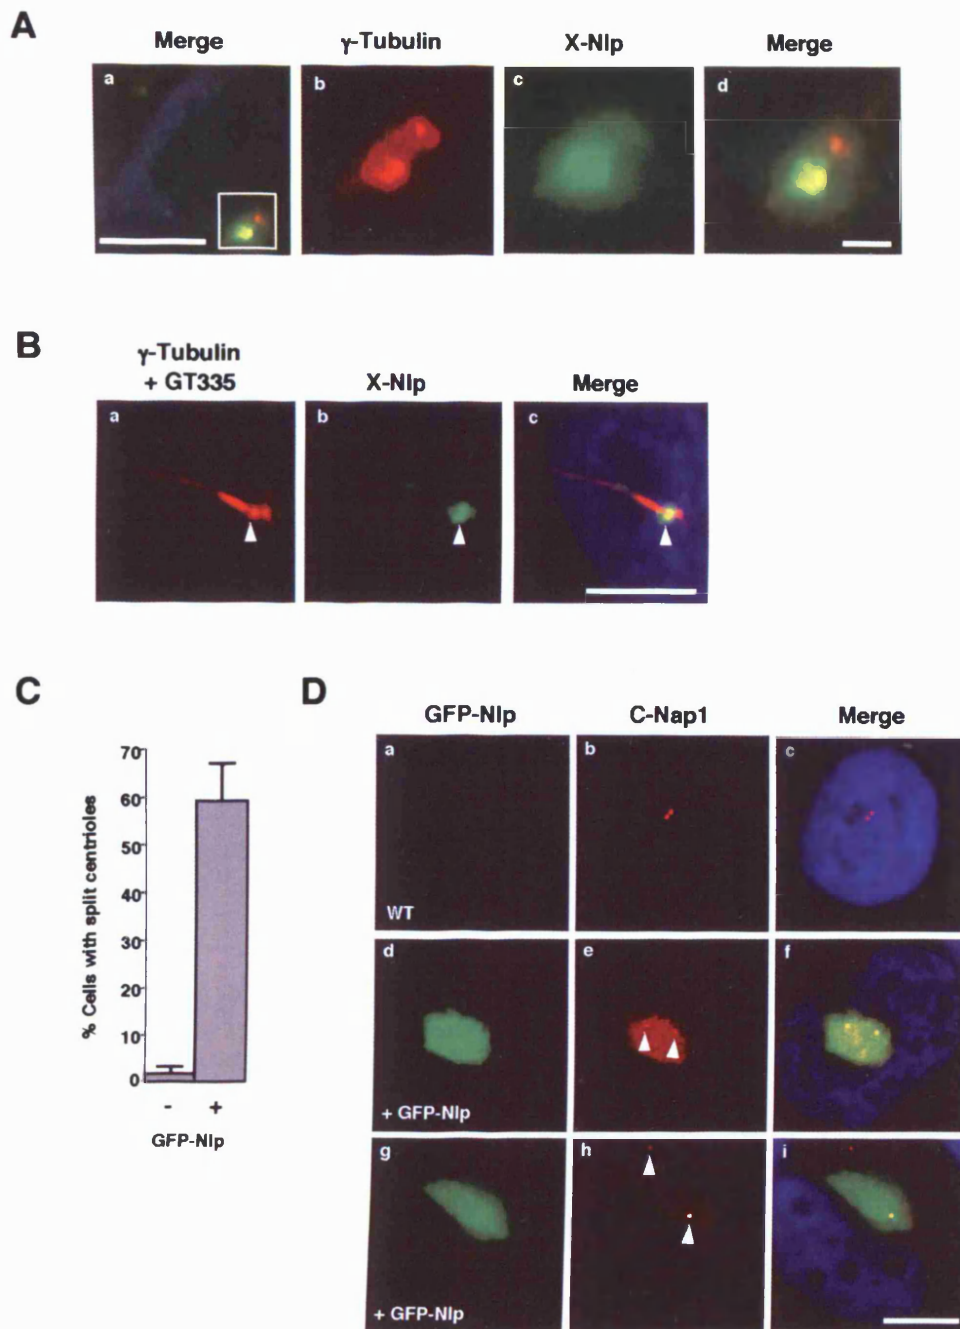 A
Merge γ-Tubulin X-Nlp Merge
a b c d
B
γ-Tubulin
+ GT335 X-Nlp Merge
a b c
C
70
60
50
40
30
20
10
0
% Cells with split centrioles
- +
GFP-Nlp
D
GFP-Nlp C-Nap1 Merge
a b c
WT
d e f
+ GFP-Nlp
g h i
+ GFP-Nlp